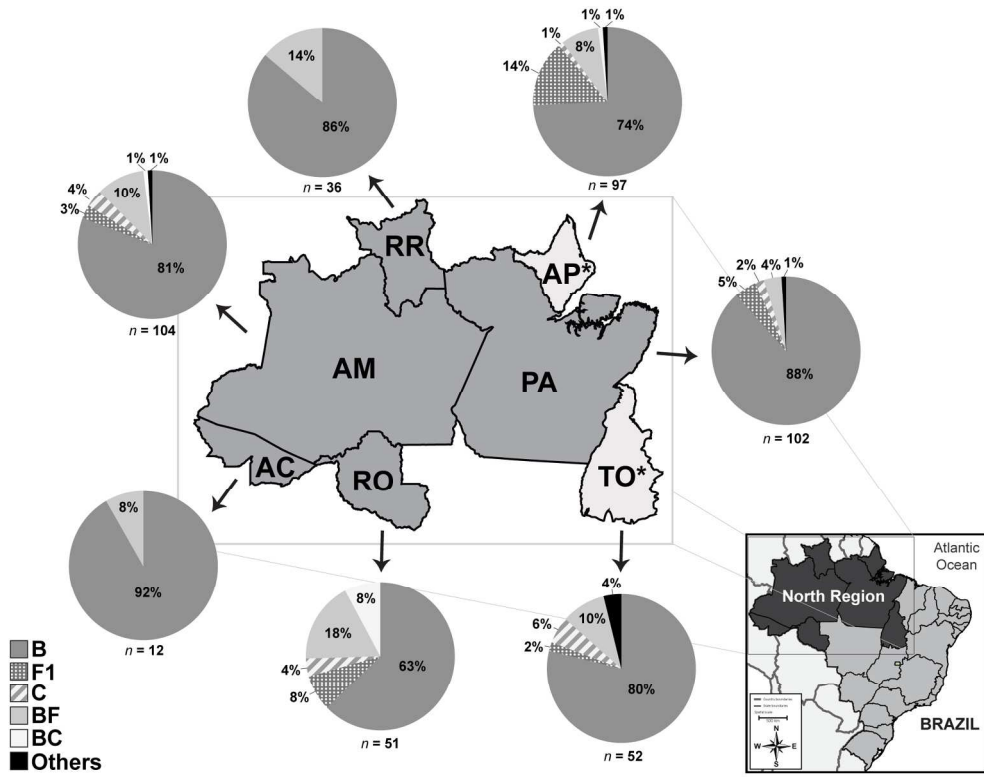 14%
86%
n = 36
1% 1%
1%
8%
14%
74%
n = 97
1% 1%
10%
4%
3%
81%
n = 104
2% 4% 1%
5%
88%
n = 102
RR
AP*
AM
PA
AC
RO
TO*
8%
92%
n = 12
8%
18%
63%
4%
8%
n = 51
4%
10%
6%
2%
80%
n = 52
B
F1
C
BF
BC
Others
Atlantic
Ocean
North Region
BRAZIL
N
W E
S